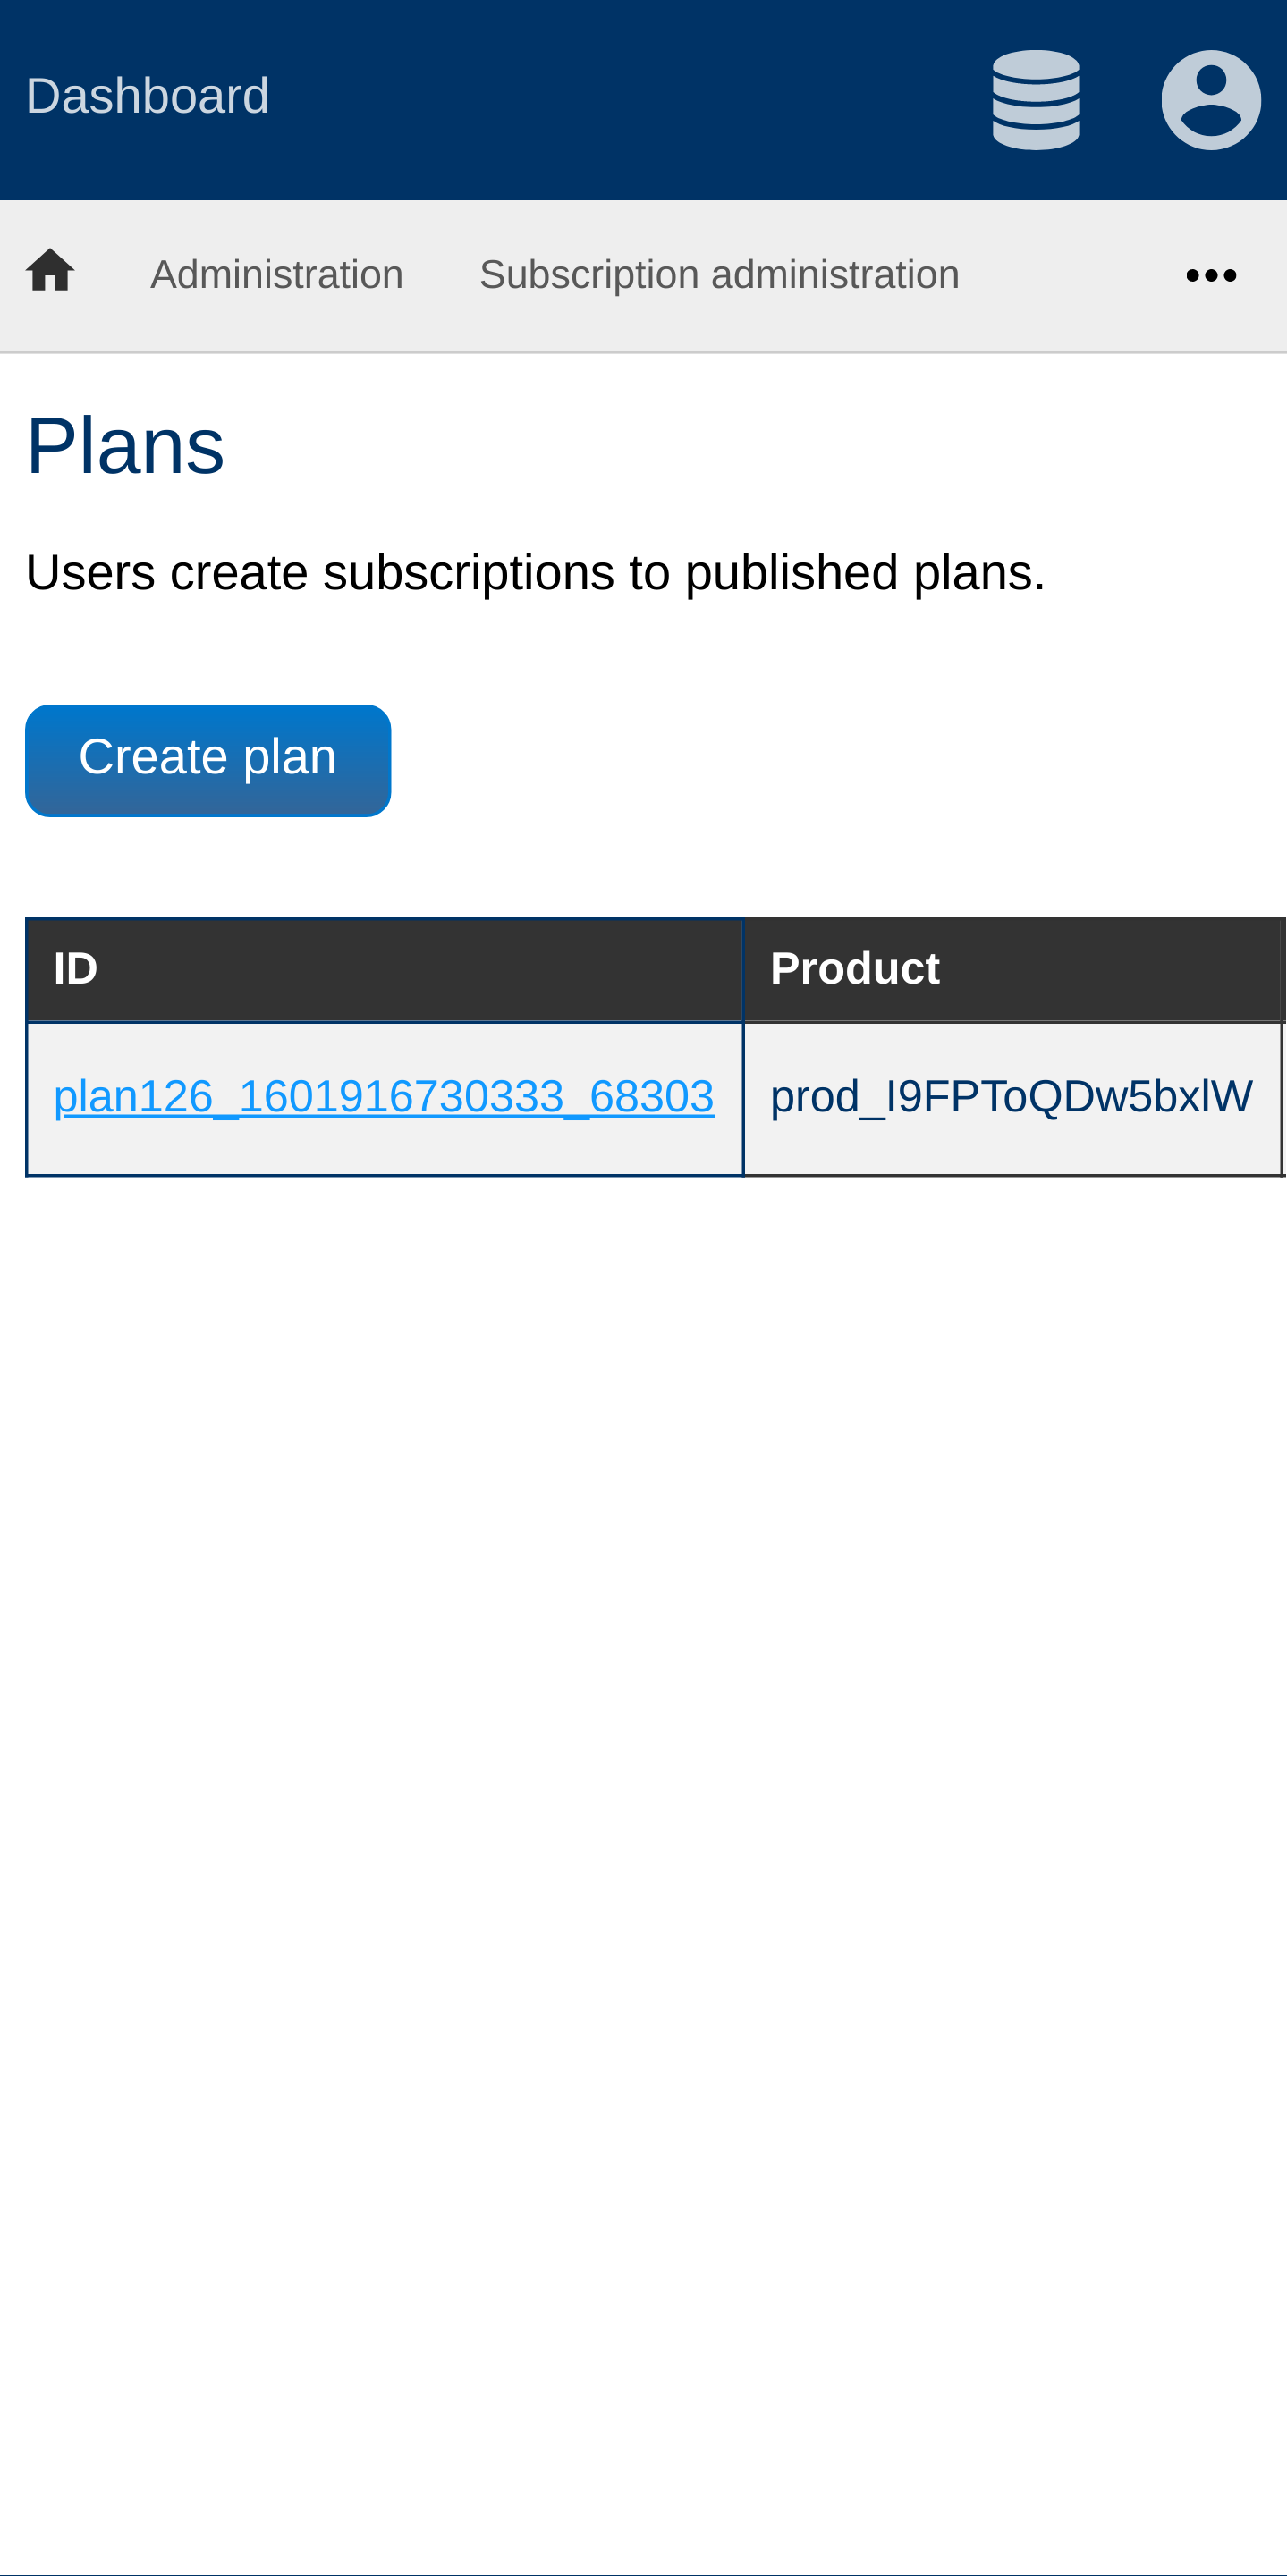 Dashboard
Administration Subscription administration
Plans
Users create subscriptions to published plans.
Create plan
ID Product
plan126_1601916730333_68303 prod_I9FPToQDw5bxlW